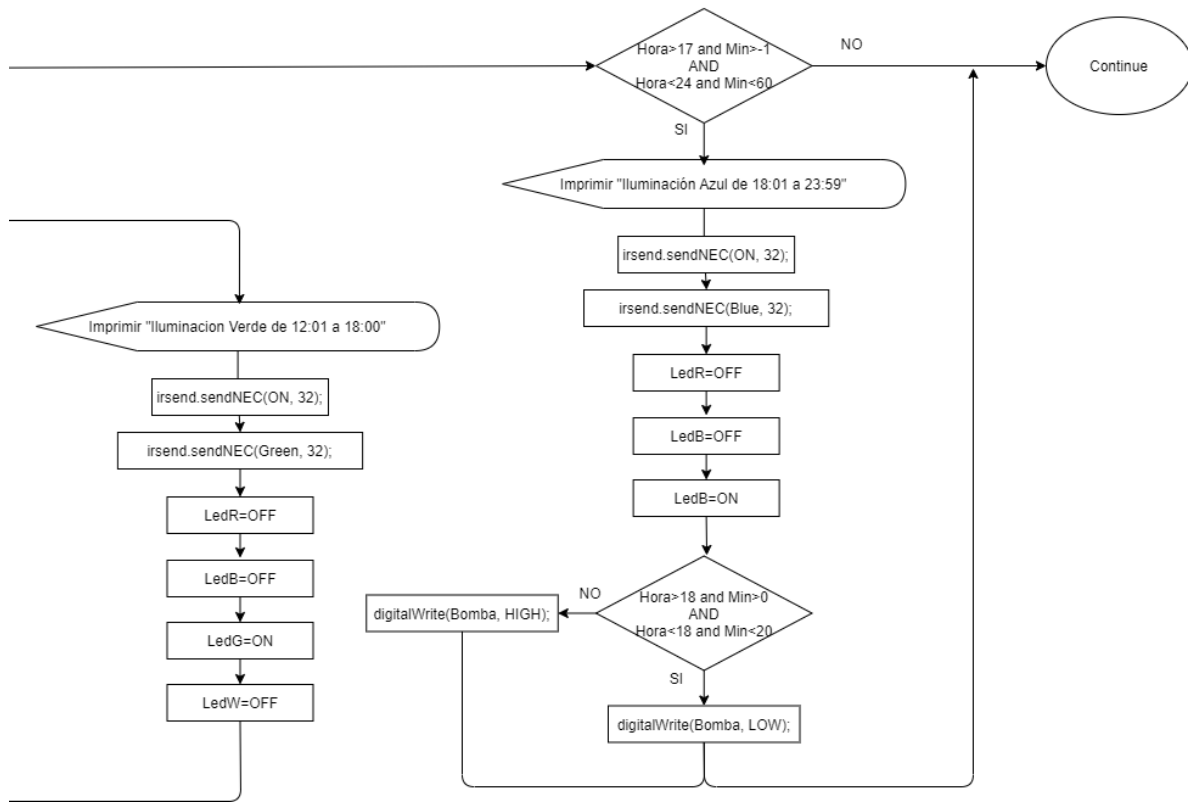 Hora>17 and Min>-1
AND
Hora<24 and Min<60
NO
Continue
SI
Imprimir "Iluminación Azul de 18:01 a 23:59"
irsend.sendNEC(ON, 32);
irsend.sendNEC(Blue, 32);
LedR=OFF
LedB=OFF
LedB=ON
Hora>18 and Min>0
AND
Hora<18 and Min<20
NO
digitalWrite(Bomba, HIGH);
SI
digitalWrite(Bomba, LOW);
Imprimir "Iluminacion Verde de 12:01 a 18:00"
irsend.sendNEC(ON, 32);
irsend.sendNEC(Green, 32);
LedR=OFF
LedB=OFF
LedG=ON
LedW=OFF